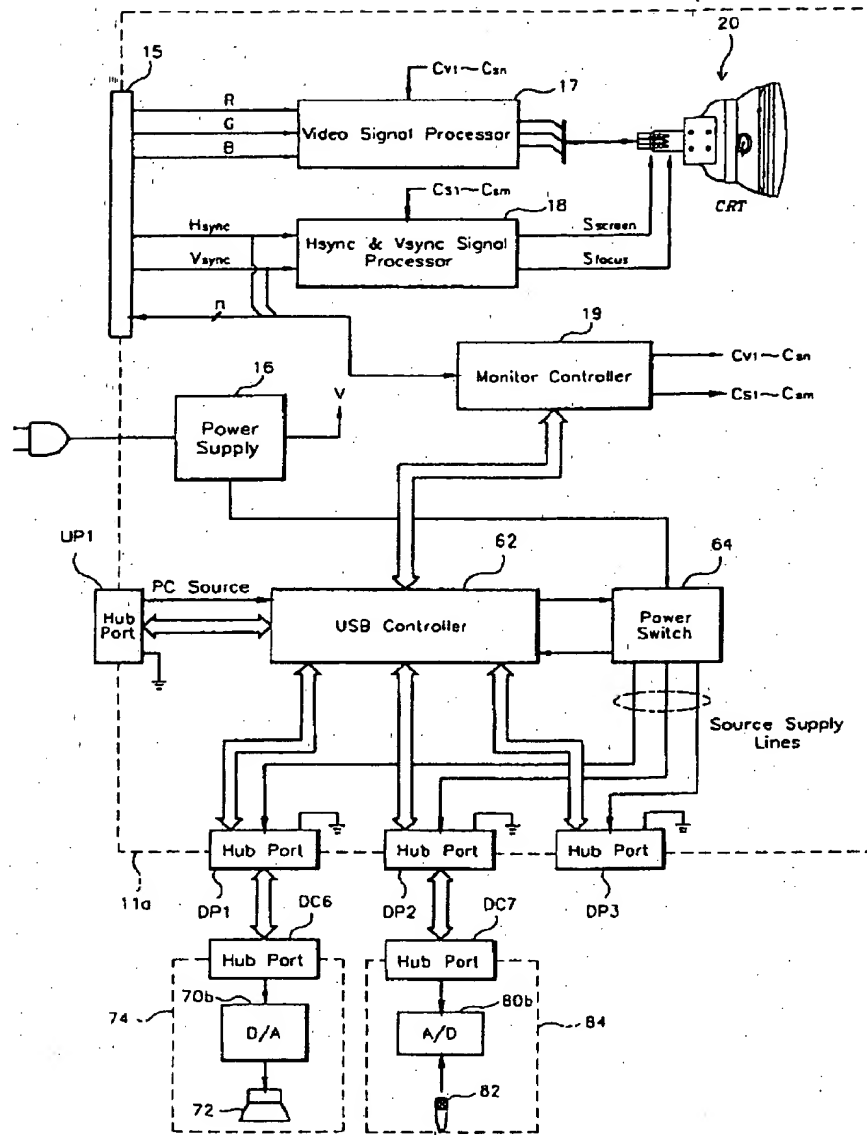 20
15
Cv1~Csn
17
R
G
B
Video Signal Processor
CRT
Cs1~Csm
18
Hsync
Vsync
Hsync & Vsync Signal
Processor
Sscreen
Sfocus
n
19
Monitor Controller
Cv1~Csn
Cs1~Csm
16
V
Power
Supply
UP1
62
64
PC Source
Hub
Port
USB Controller
Power
Switch
Source Supply
Lines
Hub Port
Hub Port
Hub Port
11a
DP1
DC6
DP2
DC7
DP3
Hub Port
Hub Port
74
70b
80b
84
D/A
A/D
72
82